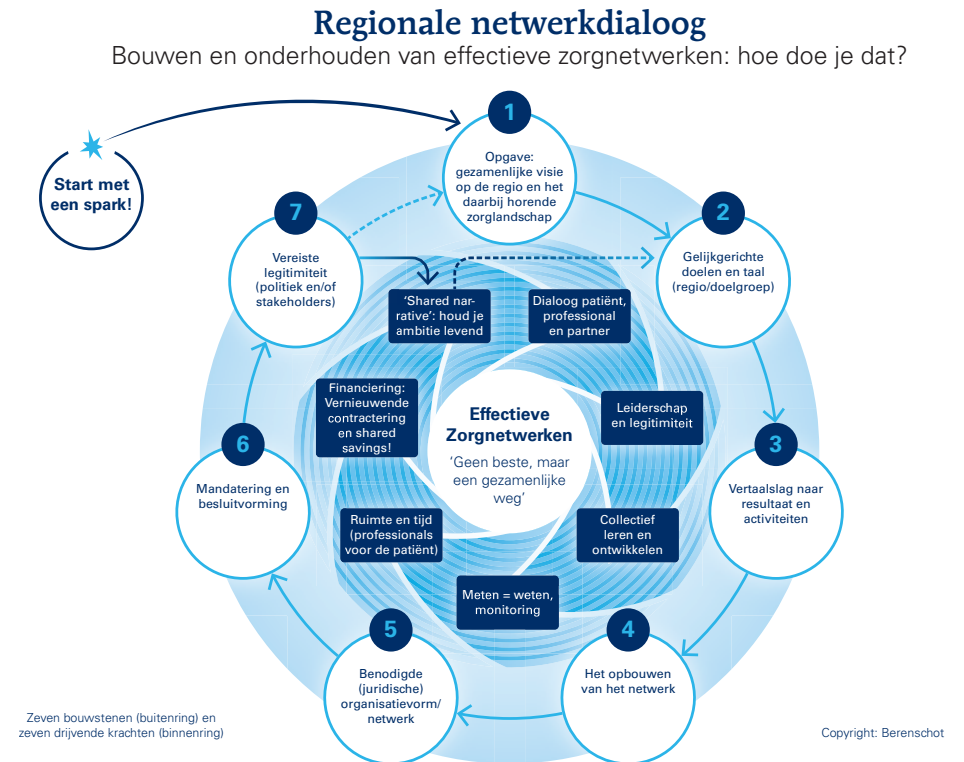 Regionale netwerkdialoog
Bouwen en onderhouden van effectieve zorgnetwerken: hoe doe je dat?
Start met
een spark!
1
Opgave:
gezamenlijke visie
op de regio en het
daarbij horende
zorglandschap
2
Gelijkgerichte
doelen en taal
(regio/doelgroep)
3
Vertaalslag naar
resultaat en
activiteiten
4
Het opbouwen
van het netwerk
5
Benodigde
(juridische)
organisatievorm/
netwerk
6
Mandatering en
besluitvorming
7
Vereiste
legitimiteit
(politiek en/of
stakeholders)
‘Shared nar-
rative’: houd je
ambitie levend
Dialoog patiënt,
professional
en partner
Leiderschap
en legitimiteit
Collectief
leren en
ontwikkelen
Meten = weten,
monitoring
Ruimte en tijd
(professionals
voor de patiënt)
Financiering:
Vernieuwende
contractering
en shared
savings!
Effectieve
Zorgnetwerken
‘Geen beste, maar
een gezamenlijke
weg’
Zeven bouwstenen (buitenring) en
zeven drijvende krachten (binnenring)
Copyright: Berenschot